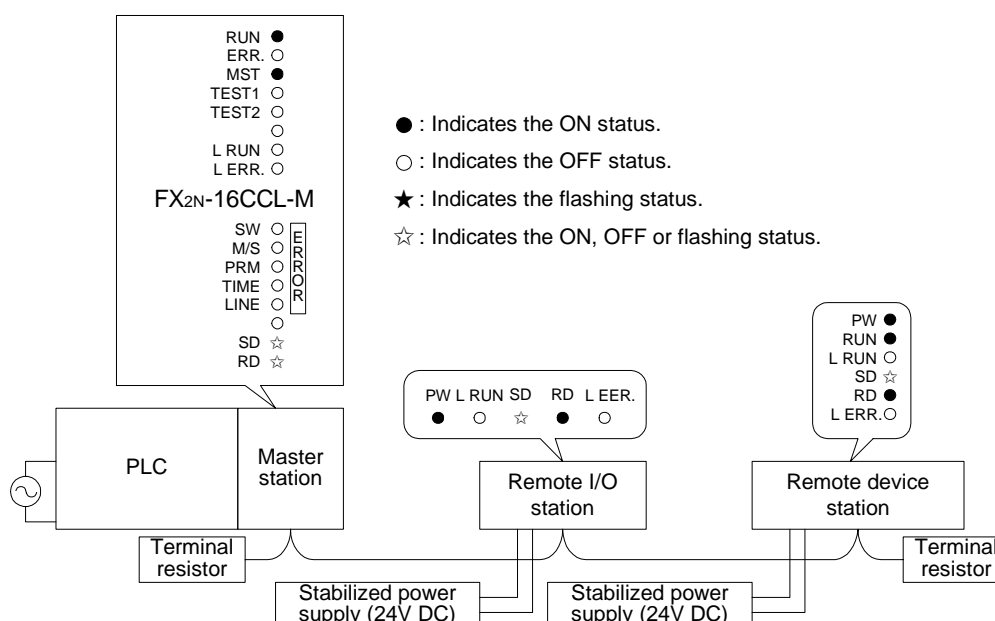 RUN
ERR.
MST
TEST1
TEST2
L RUN
L ERR.
FX2N-16CCL-M
SW
M/S
PRM
TIME
LINE
ERROR
SD
RD
● : Indicates the ON status.
○ : Indicates the OFF status.
★ : Indicates the flashing status.
☆ : Indicates the ON, OFF or flashing status.
PW L RUN SD RD L EER.
PW
RUN
L RUN
SD
RD
L ERR.
PLC
Master
station
Remote I/O
station
Remote device
station
Terminal
resistor
Terminal
resistor
Stabilized power
supply (24V DC)
Stabilized power
supply (24V DC)